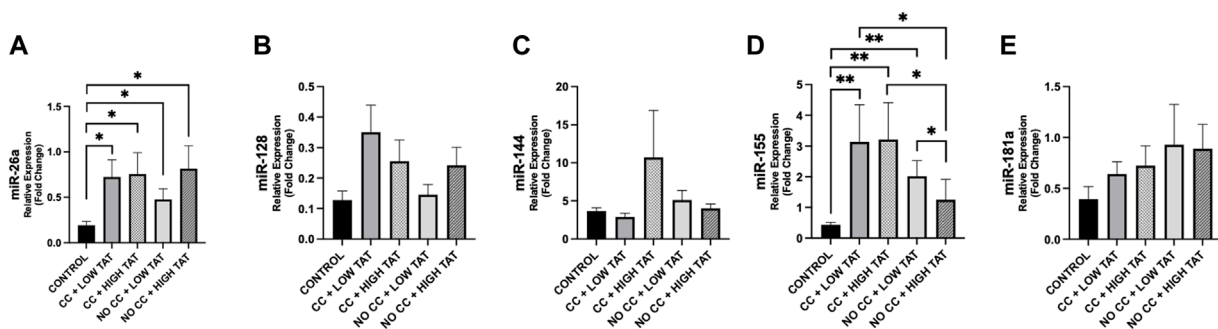 A
miR-26a
Relative Expression
(Fold Change)
1.5
1.0
0.5
0.0
*
*
*
*
CONTROL
CC + LOW TAT
CC + HIGH TAT
NO CC + LOW TAT
NO CC + HIGH TAT
B
miR-128
Relative Expression
(Fold Change)
0.5
0.4
0.3
0.2
0.1
0.0
CONTROL
CC + LOW TAT
CC + HIGH TAT
NO CC + LOW TAT
NO CC + HIGH TAT
C
miR-144
Relative Expression
(Fold Change)
20
15
10
5
0
CONTROL
CC + LOW TAT
CC + HIGH TAT
NO CC + LOW TAT
NO CC + HIGH TAT
D
miR-155
Relative Expression
(Fold Change)
5
4
3
2
1
0
*
**
**
*
**
*
CONTROL
CC + LOW TAT
CC + HIGH TAT
NO CC + LOW TAT
NO CC + HIGH TAT
E
miR-181a
Relative Expression
(Fold Change)
1.5
1.0
0.5
0.0
CONTROL
CC + LOW TAT
CC + HIGH TAT
NO CC + LOW TAT
NO CC + HIGH TAT